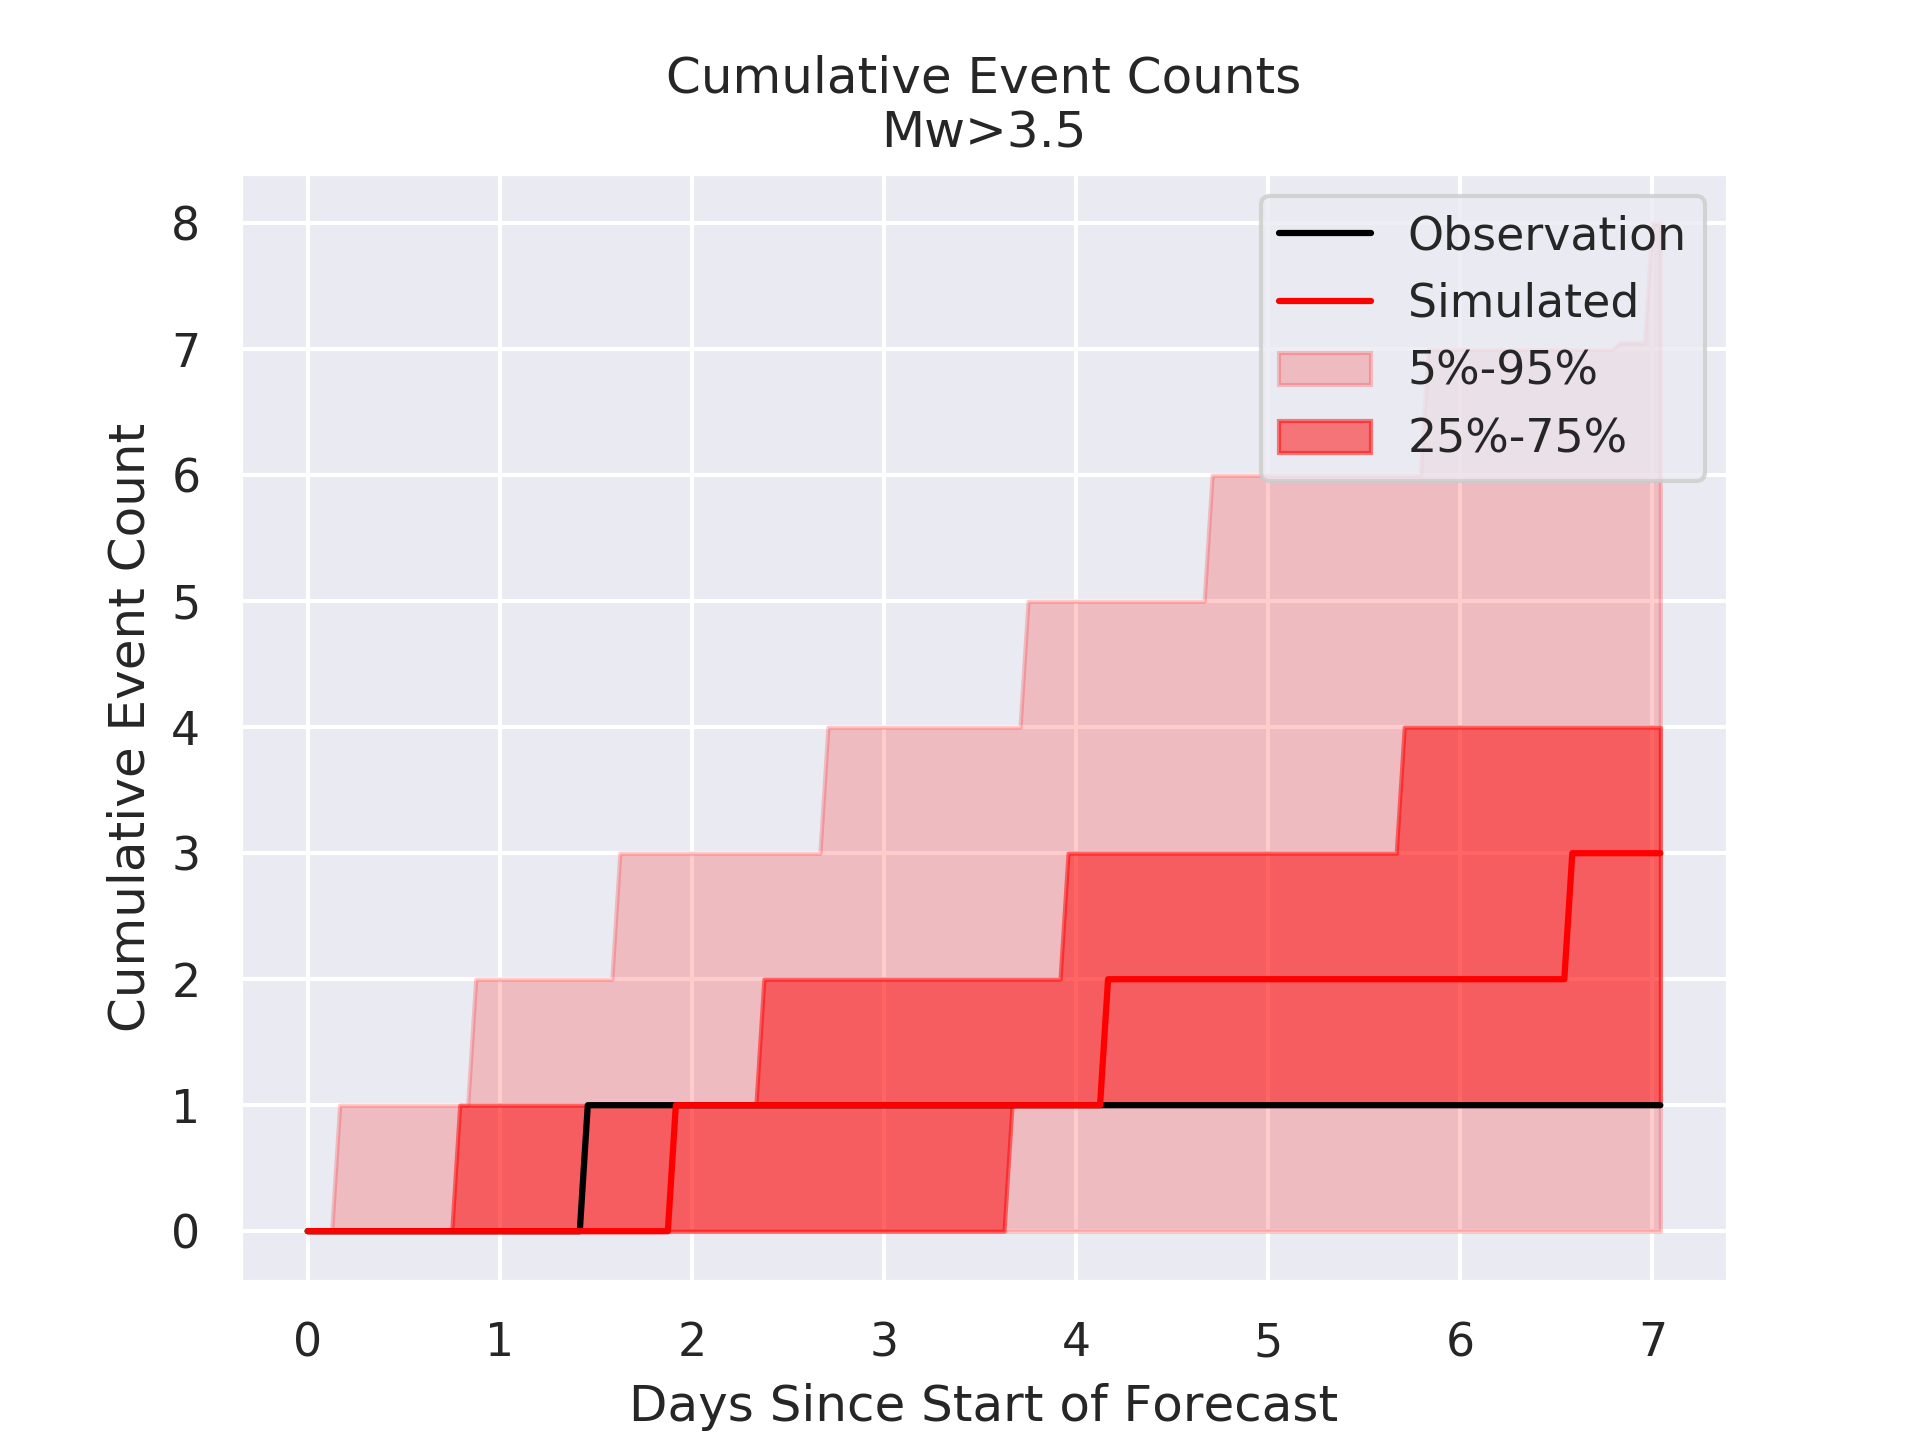 Cumulative Event Counts
Mw>3.5
Observation
Simulated
5%-95%
25%-75%
Cumulative Event Count
8
7
6
5
4
3
2
1
0
0 1 2 3 4 5 6 7
Days Since Start of Forecast